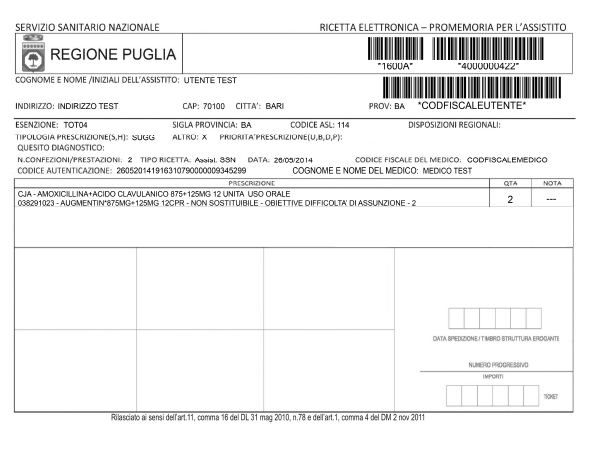 SERVIZIO SANITARIO NAZIONALE
RICETTA ELETTRONICA – PROMEMORIA PER L'ASSISTITO
REGIONE PUGLIA
*1600A*
*4000000422*
COGNOME E NOME /INIZIALI DELL'ASSISTITO: UTENTE TEST
INDIRIZZO: INDIRIZZO TEST CAP: 70100 CITTA': BARI PROV: BA *CODFISCALEUTENTE*
ESENZIONE: TOT04 SIGLA PROVINCIA: BA CODICE ASL: 114 DISPOSIZIONI REGIONALI:
TIPOLOGIA PRESCRIZIONE(S,H): SUGG ALTRO: X PRIORITA'PRESCRIZIONE(U,B,D,P):
QUESITO DIAGNOSTICO:
N.CONFEZIONI/PRESTAZIONI: 2 TIPO RICETTA: Assist. SSN DATA: 26/05/2014 CODICE FISCALE DEL MEDICO: CODFISCALEMEDICO
CODICE AUTENTICAZIONE: 260520141916310790000009345299 COGNOME E NOME DEL MEDICO: MEDICO TEST
PRESCRIZIONE QTA NOTA
CJA - AMOXICILLINA+ACIDO CLAVULANICO 875+125MG 12 UNITA' USO ORALE
038291023 - AUGMENTIN*875MG+125MG 12CPR - NON SOSTITUIBILE - OBIETTIVE DIFFICOLTA' DI ASSUNZIONE - 2
2 ---
DATA SPEDIZIONE / TIMBRO STRUTTURA EROGANTE
NUMERO PROGRESSIVO
IMPORTI
TICKET
Rilasciato ai sensi dell'art.11, comma 16 del DL 31 mag 2010, n.78 e dell'art.1, comma 4 del DM 2 nov 2011